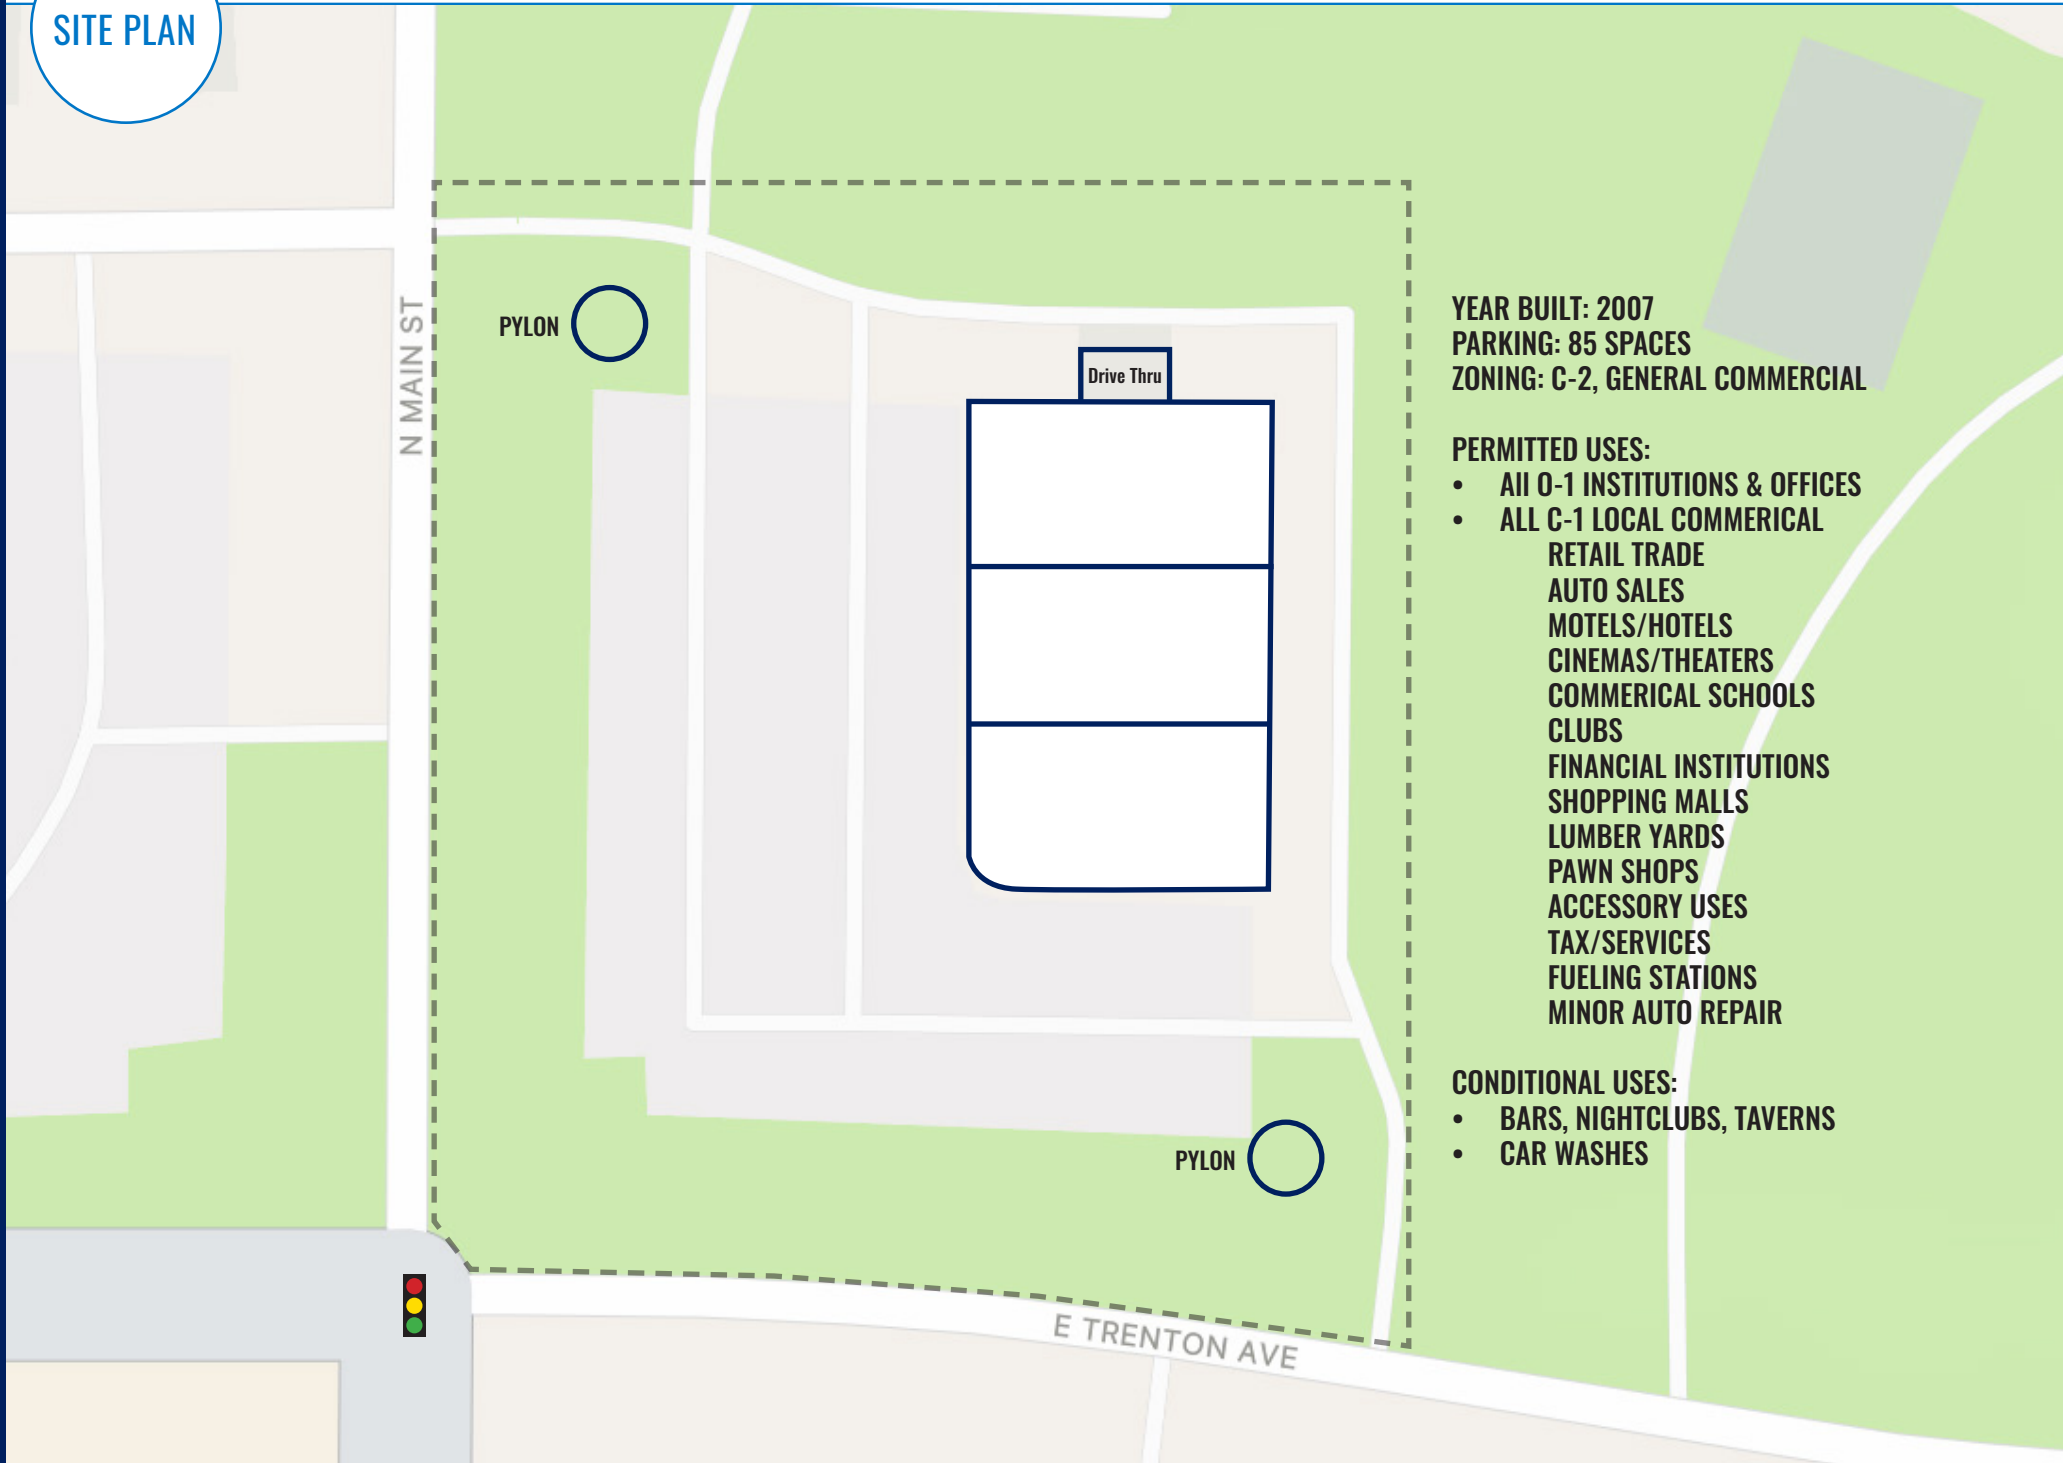 SITE PLAN
N MAIN ST
PYLON
Drive Thru
YEAR BUILT: 2007
PARKING: 85 SPACES
ZONING: C-2, GENERAL COMMERCIAL
PERMITTED USES:
• All O-1 INSTITUTIONS & OFFICES
• ALL C-1 LOCAL COMMERICAL
RETAIL TRADE
AUTO SALES
MOTELS/HOTELS
CINEMAS/THEATERS
COMMERICAL SCHOOLS
CLUBS
FINANCIAL INSTITUTIONS
SHOPPING MALLS
LUMBER YARDS
PAWN SHOPS
ACCESSORY USES
TAX/SERVICES
FUELING STATIONS
MINOR AUTO REPAIR
CONDITIONAL USES:
• BARS, NIGHTCLUBS, TAVERNS
• CAR WASHES
PYLON
E TRENTON AVE